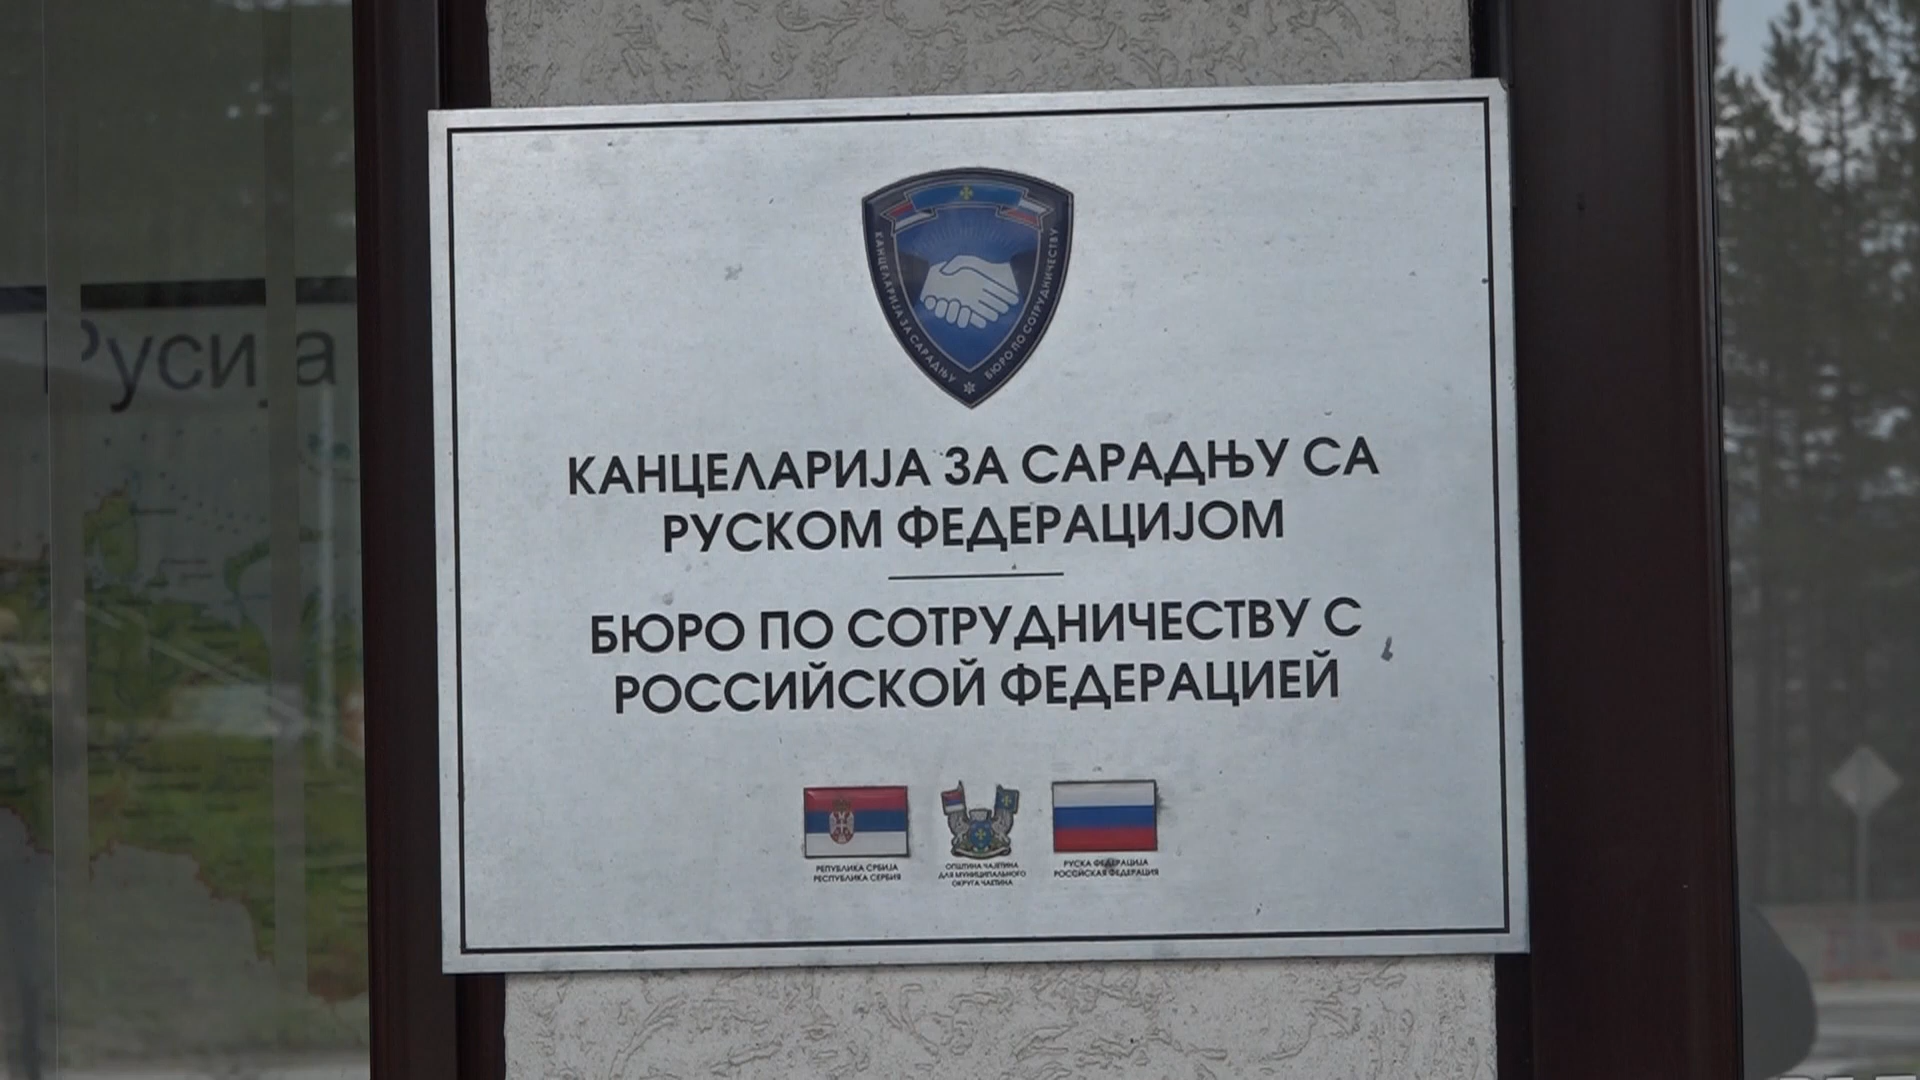 Русија
КАНЦЕЛАРИЈА ЗА САРАДЊУ
БЮРО ПО СОТРУДНИЧЕСТВУ
КАНЦЕЛАРИЈА ЗА САРАДЊУ СА
РУСКОМ ФЕДЕРАЦИЈОМ
БЮРО ПО СОТРУДНИЧЕСТВУ С
РОССИЙСКОЙ ФЕДЕРАЦИЕЙ
РЕПУБЛИКА СРБИЈА
РЕСПУБЛИКА СЕРБИЯ
ОПШТИНА ЧАЈЕТИНА
ДЛЯ МУНИЦИПАЛЬНОГО
ОКРУГА ЧАЕТИНА
РУСКА ФЕДЕРАЦИЈА
РОССИЙСКАЯ ФЕДЕРАЦИЯ